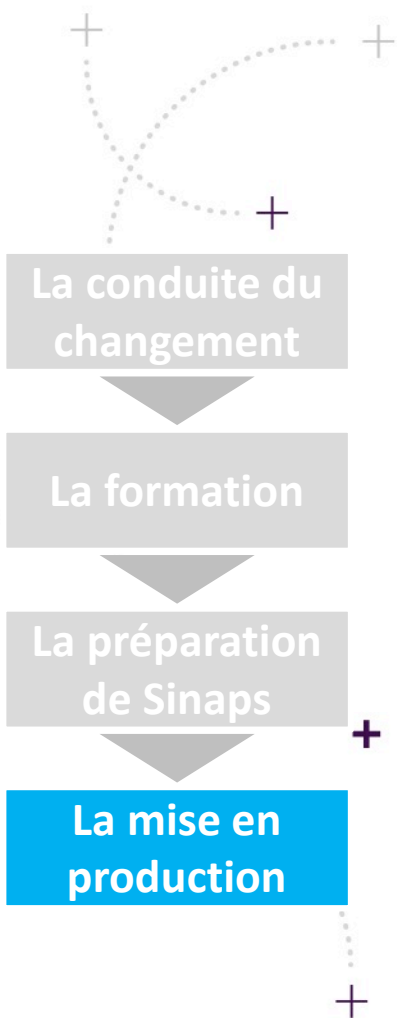 La conduite du
changement
La formation
La préparation
de Sinaps
La mise en
production